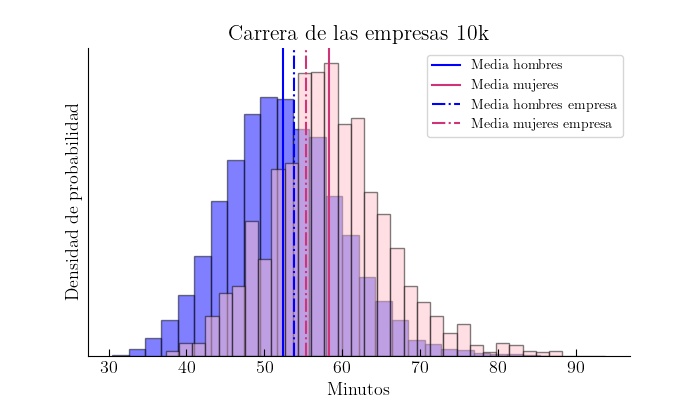 Carrera de las empresas 10k
Media hombres
Media mujeres
Media hombres empresa
Media mujeres empresa
Densidad de probabilidad
30 40 50 60 70 80 90
Minutos